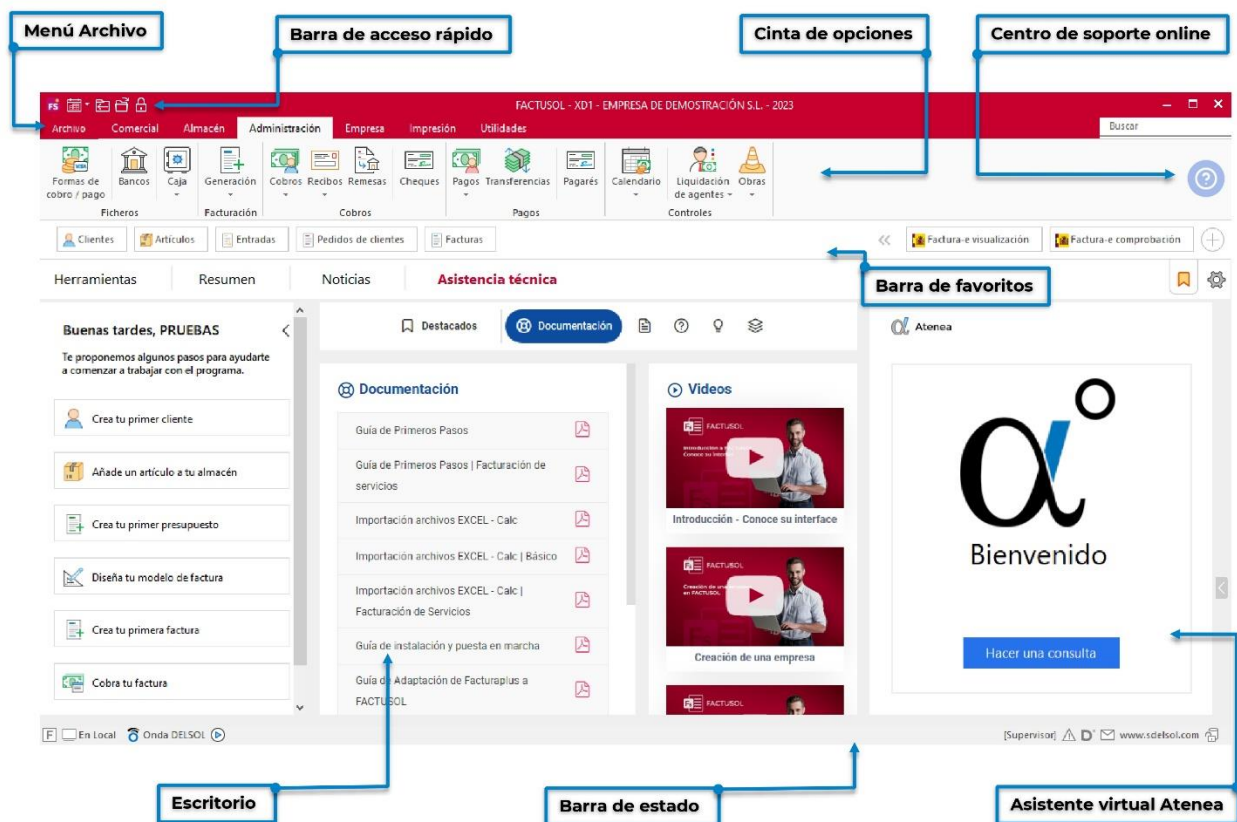 Menú Archivo
Barra de acceso rápido
Cinta de opciones
Centro de soporte online
FS
FACTUSOL - XD1 - EMPRESA DE DEMOSTRACIÓN S.L. - 2023
Archivo Comercial Almacén Administración Empresa Impresión Utilidades
Buscar
Formas de cobro / pago
Bancos
Caja
Generación
Cobros
Recibos
Remesas
Cheques
Pagos
Transferencias
Pagarés
Calendario
Liquidación de agentes
Obras
Ficheros
Facturación
Cobros
Pagos
Controles
Clientes
Artículos
Entradas
Pedidos de clientes
Facturas
Factura-e visualización
Factura-e comprobación
Barra de favoritos
Herramientas
Resumen
Noticias
Asistencia técnica
Buenas tardes, PRUEBAS
Te proponemos algunos pasos para ayudarte
a comenzar a trabajar con el programa.
Crea tu primer cliente
Añade un artículo a tu almacén
Crea tu primer presupuesto
Diseña tu modelo de factura
Crea tu primera factura
Cobra tu factura
Destacados
Documentación
Documentación
Guía de Primeros Pasos
Guía de Primeros Pasos | Facturación de
servicios
Importación archivos EXCEL - Calc
Importación archivos EXCEL - Calc | Básico
Importación archivos EXCEL - Calc |
Facturación de Servicios
Guía de instalación y puesta en marcha
Guía de Adaptación de Facturaplus a
FACTUSOL
Videos
FACTUSOL
Introducción - Conoce su interface
FACTUSOL
Creación de una empresa
FACTUSOL
Atenea
Bienvenido
Hacer una consulta
F En Local Onda DELSOL
[Supervisor] D www.sdelsol.com
Escritorio
Barra de estado
Asistente virtual Atenea